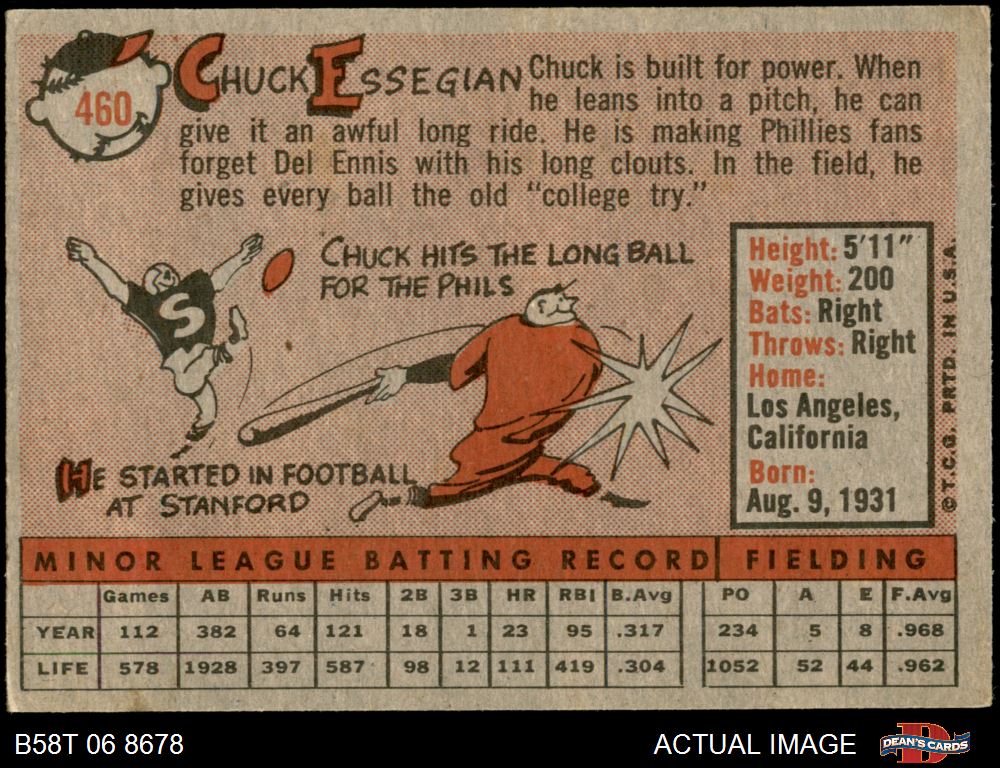 460
CHUCK ESSEGIAN Chuck is built for power. When
he leans into a pitch, he can
give it an awful long ride. He is making Phillies fans
forget Del Ennis with his long clouts. In the field, he
gives every ball the old "college try."
CHUCK HITS THE LONG BALL
FOR THE PHILS
S
HE STARTED IN FOOTBALL
AT STANFORD
Height: 5'11"
Weight: 200
Bats: Right
Throws: Right
Home:
Los Angeles,
California
Born:
Aug. 9, 1931
© T.C.G. PRTD. IN U.S.A.
MINOR LEAGUE BATTING RECORD FIELDING
Games AB Runs Hits 2B 3B HR RBI B.Avg PO A E F.Avg
YEAR 112 382 64 121 18 1 23 95 .317 234 5 8 .968
LIFE 578 1928 397 587 98 12 111 419 .304 1052 52 44 .962
B58T 06 8678
ACTUAL IMAGE
D
DEAN'S CARDS